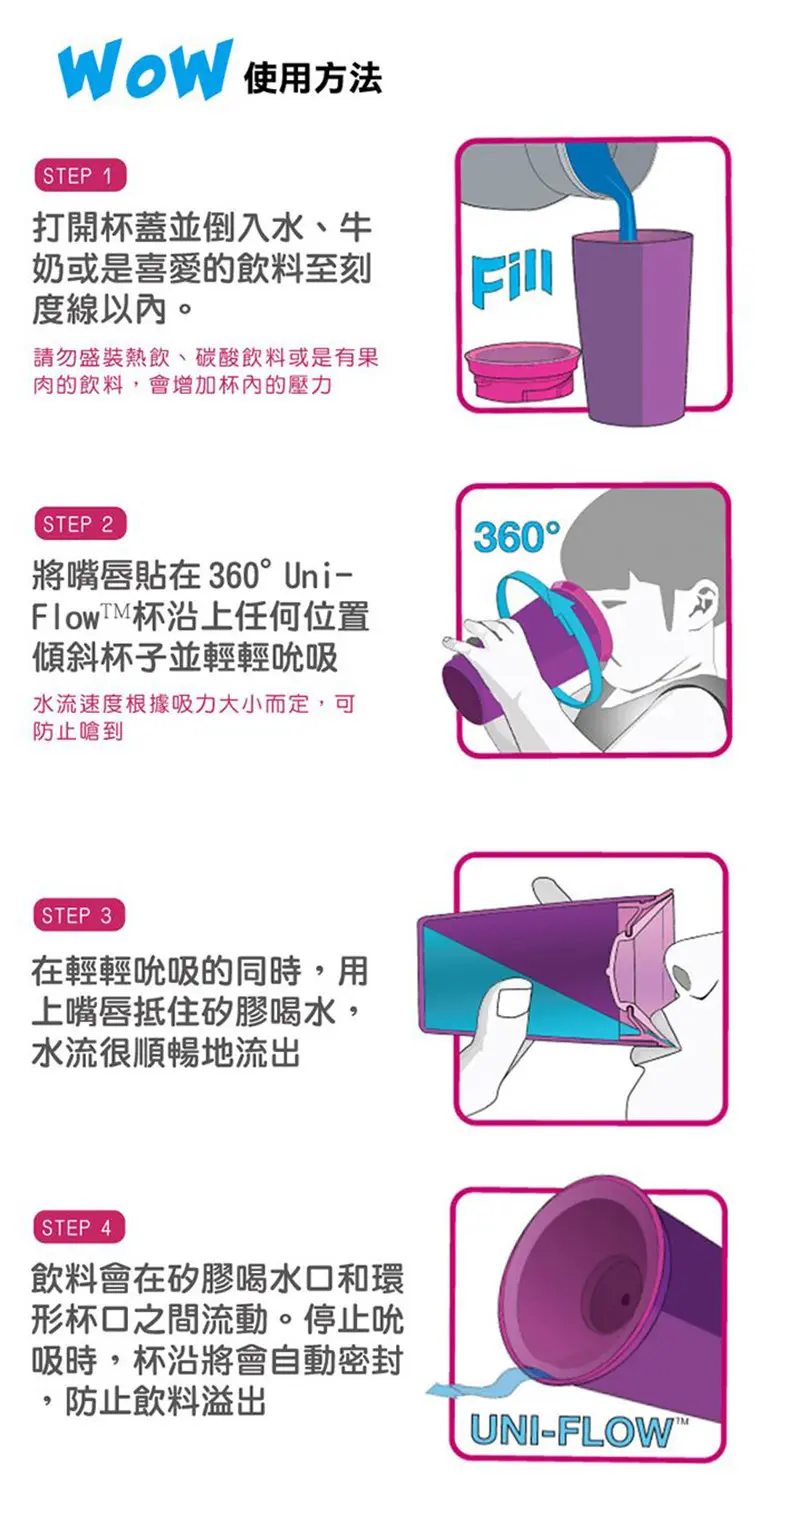 WOW 使用方法
STEP 1
打開杯蓋並倒入水、牛
奶或是喜愛的飲料至刻
度線以內。
請勿盛裝熱飲、碳酸飲料或是有果
肉的飲料，會增加杯內的壓力
Fill
STEP 2
將嘴唇貼在 360° Uni-
Flow™杯沿上任何位置
傾斜杯子並輕輕吮吸
水流速度根據吸力大小而定，可
防止嗆到
360°
STEP 3
在輕輕吮吸的同時，用
上嘴唇抵住矽膠喝水，
水流很順暢地流出
STEP 4
飲料會在矽膠喝水口和環
形杯口之間流動。停止吮
吸時，杯沿將會自動密封
，防止飲料溢出
UNI-FLOW™